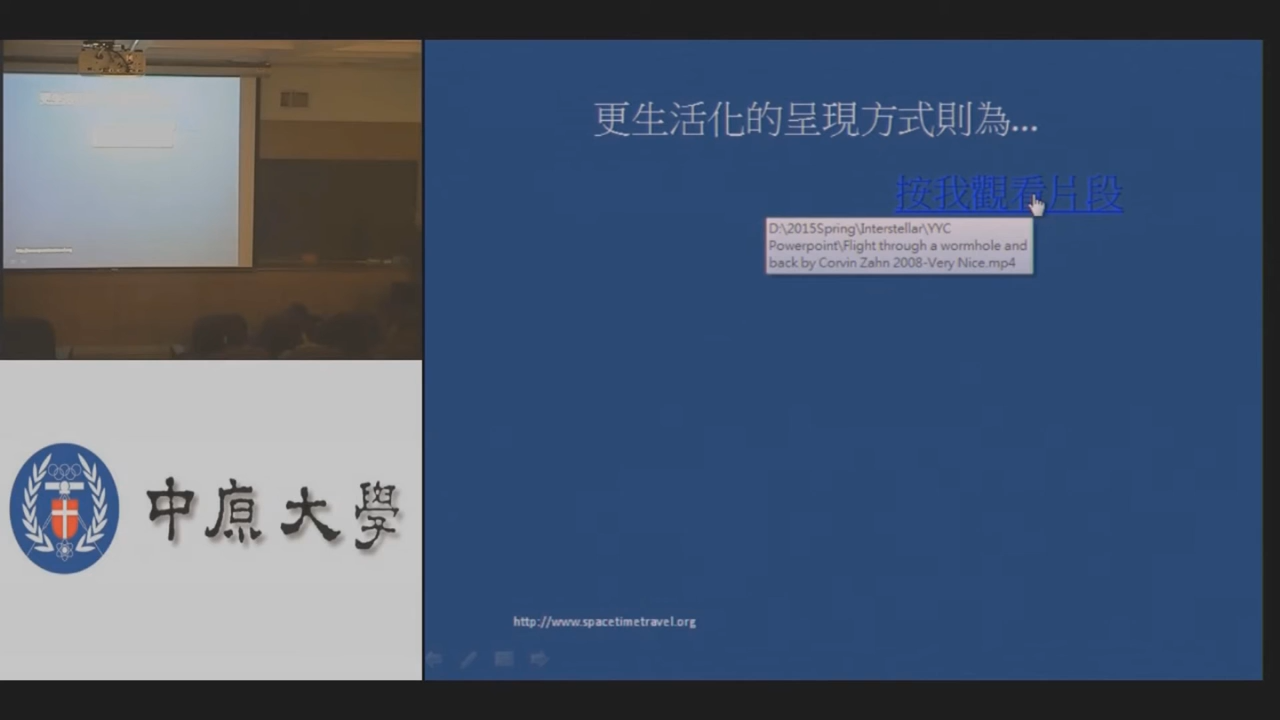 更生活化的呈現方式則為...
按我觀看片段
D:\2015Spring\Interstellar\YYC
Powerpoint\Flight through a wormhole and
back by Corvin Zahn 2008-Very Nice.mp4
http://www.spacetimetravel.org
中原大學